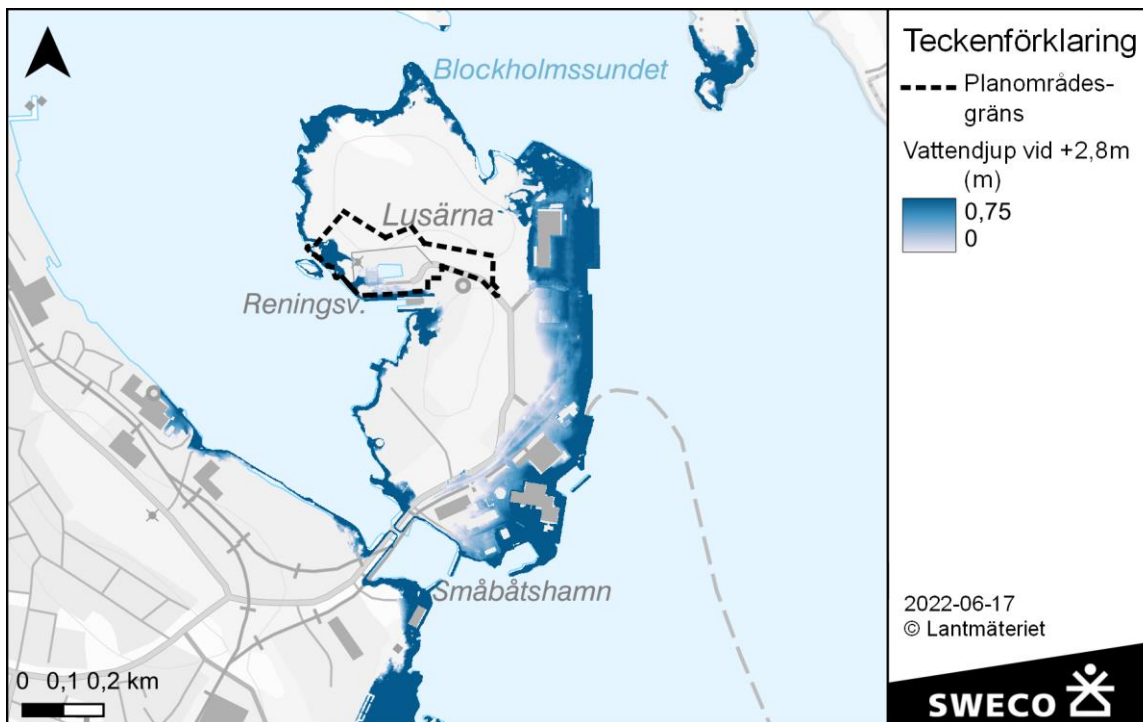 Blockholmssundet
Lusärna
Reningsv.
Småbåtshamn
0 0,1 0,2 km
Teckenförklaring
Planområdes-
gräns
Vattendjup vid +2,8m
(m)
0,75
0
2022-06-17
© Lantmäteriet
SWECO